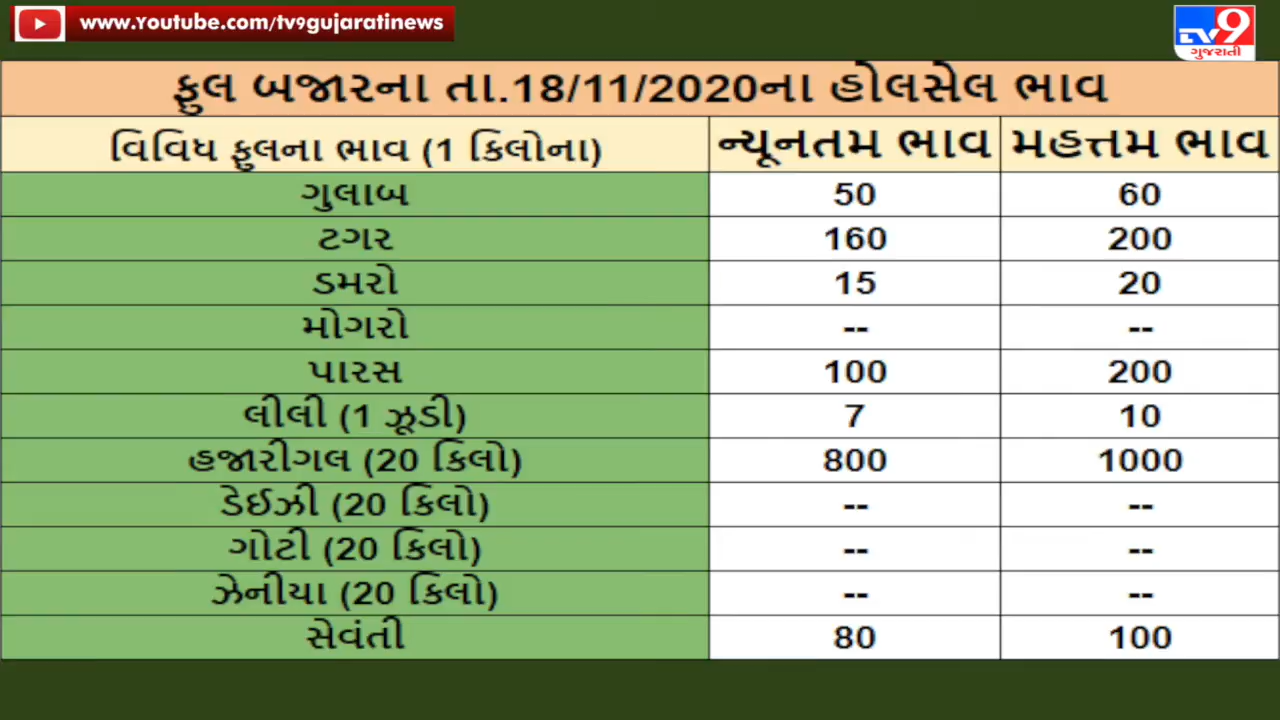 www.Youtube.com/tv9gujaratinews
tv9
ગુજરાતી
ફુલ બજારના તા.18/11/2020ના હોલસેલ ભાવ
વિવિધ ફુલના ભાવ (1 કિલોના) ન્યૂનતમ ભાવ મહત્તમ ભાવ
ગુલાબ 50 60
ટગર 160 200
ડમરો 15 20
મોગરો -- --
પારસ 100 200
લીલી (1 ઝૂડી) 7 10
હજારીગલ (20 કિલો) 800 1000
ડેઈઝી (20 કિલો) -- --
ગોટી (20 કિલો) -- --
ઝેનીયા (20 કિલો) -- --
સેવંતી 80 100